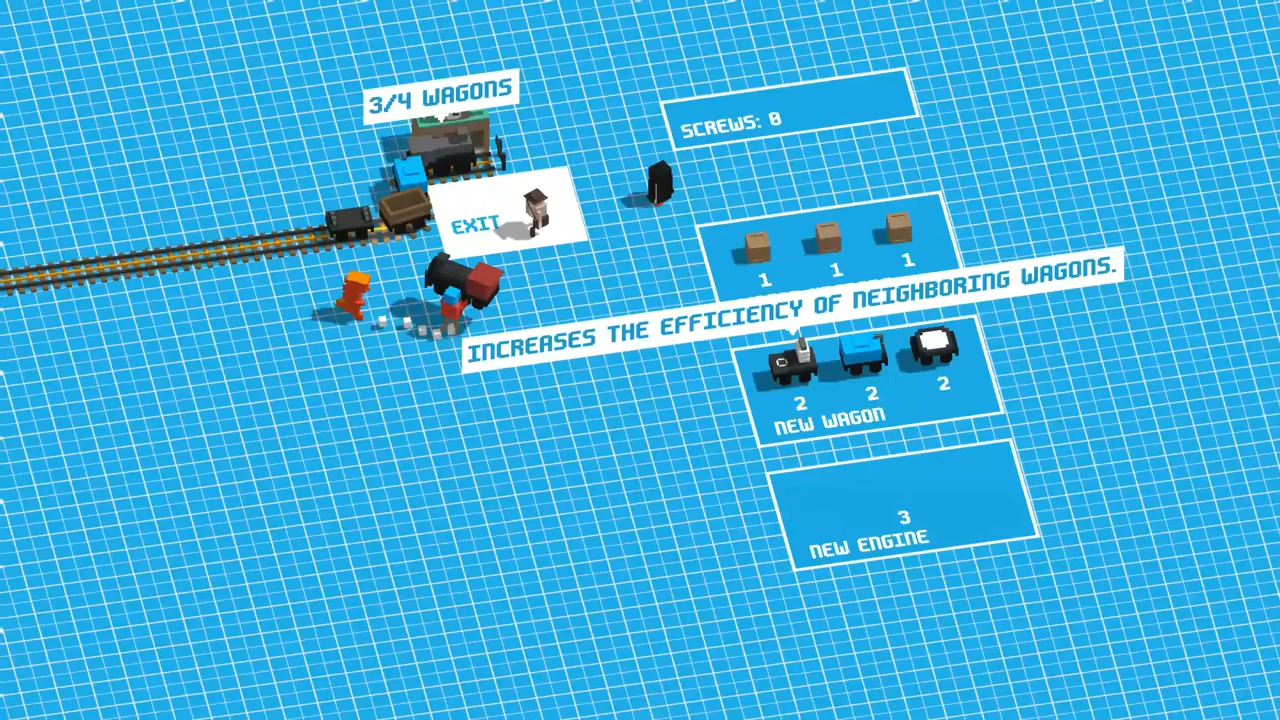 3/4 WAGONS
SCREWS: 0
EXIT
1
1
1
INCREASES THE EFFICIENCY OF NEIGHBORING WAGONS.
2
2
2
NEW WAGON
3
NEW ENGINE